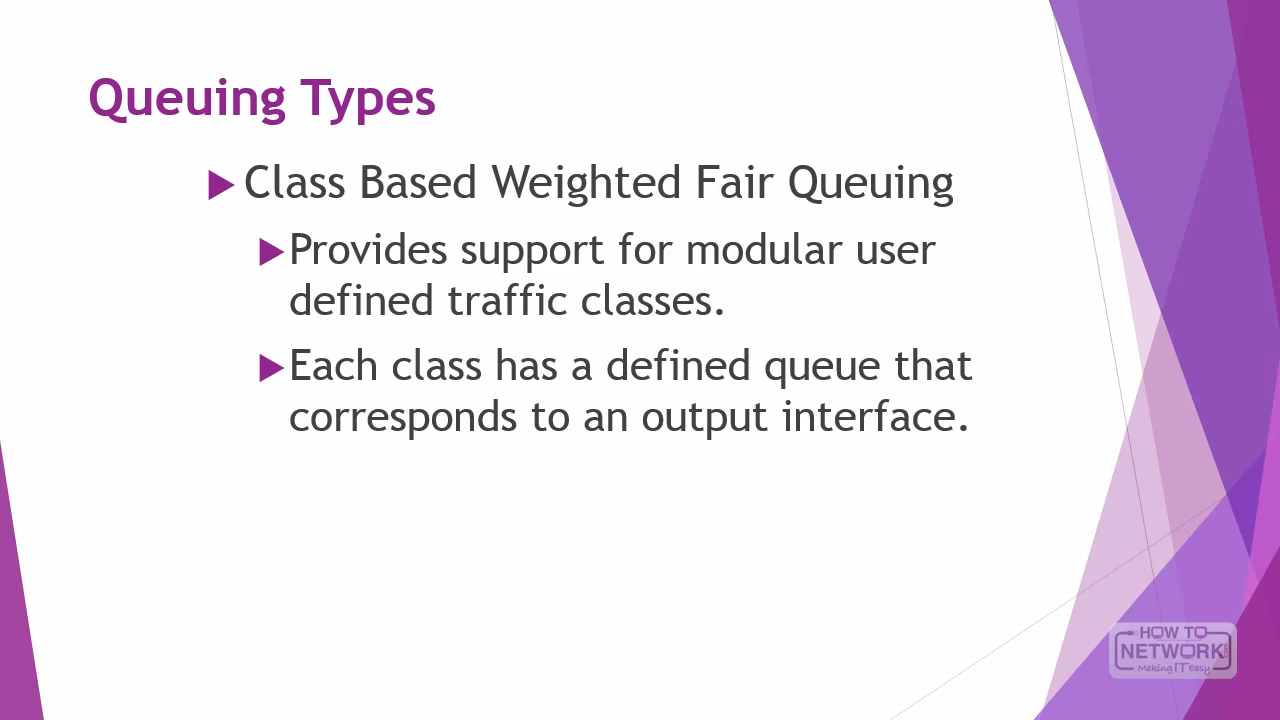 Queuing Types
Class Based Weighted Fair Queuing
Provides support for modular user
defined traffic classes.
Each class has a defined queue that
corresponds to an output interface.
HOW TO
NETWORK.com
Making IT Easy